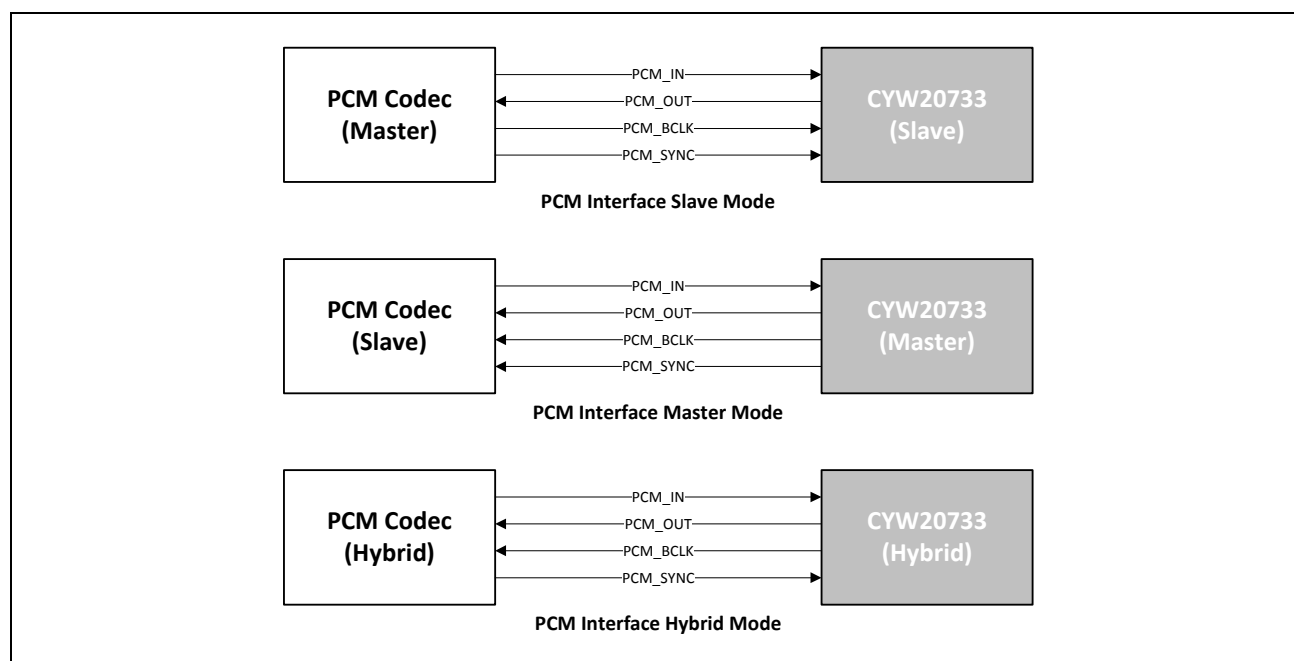 PCM Codec
(Master)
PCM_IN
PCM_OUT
PCM_BCLK
PCM_SYNC
CYW20733
(Slave)
PCM Interface Slave Mode
PCM Codec
(Slave)
PCM_IN
PCM_OUT
PCM_BCLK
PCM_SYNC
CYW20733
(Master)
PCM Interface Master Mode
PCM Codec
(Hybrid)
PCM_IN
PCM_OUT
PCM_BCLK
PCM_SYNC
CYW20733
(Hybrid)
PCM Interface Hybrid Mode